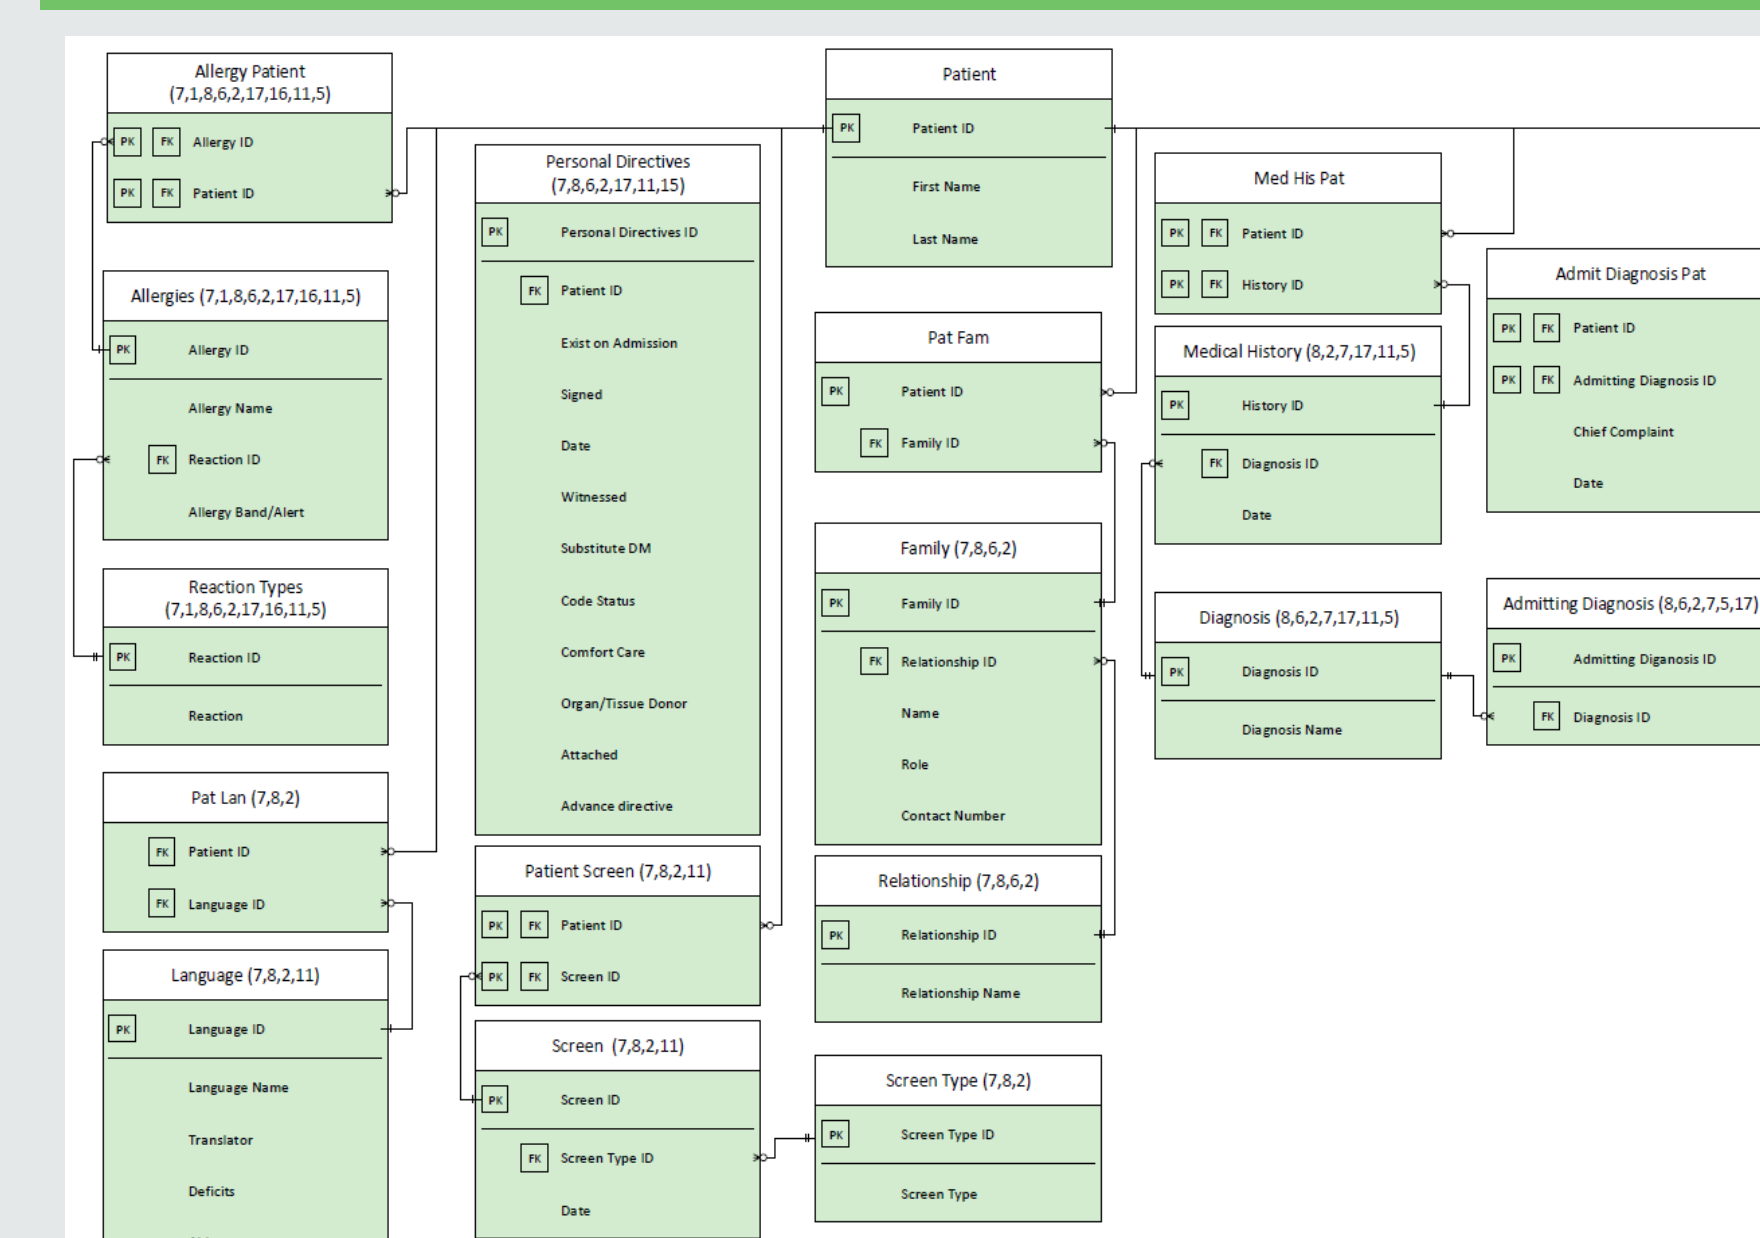 Allergy Patient
(7,1,8,6,2,17,16,11,5)
PK FK Allergy ID
PK FK Patient ID
Allergies (7,1,8,6,2,17,16,11,5)
PK Allergy ID
Allergy Name
FK Reaction ID
Allergy Band/Alert
Reaction Types
(7,1,8,6,2,17,16,11,5)
PK Reaction ID
Reaction
Pat Lan (7,8,2)
FK Patient ID
FK Language ID
Language (7,8,2,11)
PK Language ID
Language Name
Translator
Deficits
Personal Directives
(7,8,6,2,17,11,15)
PK Personal Directives ID
FK Patient ID
Exist on Admission
Signed
Date
Witnessed
Substitute DM
Code Status
Comfort Care
Organ/Tissue Donor
Attached
Advance directive
Patient Screen (7,8,2,11)
PK FK Patient ID
PK FK Screen ID
Screen (7,8,2,11)
PK Screen ID
FK Screen Type ID
Date
Patient
PK Patient ID
First Name
Last Name
Pat Fam
PK Patient ID
FK Family ID
Family (7,8,6,2)
PK Family ID
FK Relationship ID
Name
Role
Contact Number
Relationship (7,8,6,2)
PK Relationship ID
Relationship Name
Screen Type (7,8,2)
PK Screen Type ID
Screen Type
Med His Pat
PK FK Patient ID
PK FK History ID
Medical History (8,2,7,17,11,5)
PK History ID
FK Diagnosis ID
Date
Diagnosis (8,6,2,7,17,11,5)
PK Diagnosis ID
Diagnosis Name
Admit Diagnosis Pat
PK FK Patient ID
PK FK Admitting Diagnosis ID
Chief Complaint
Date
Admitting Diagnosis (8,6,2,7,5,17)
PK Admitting Diganosis ID
FK Diagnosis ID